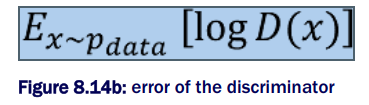 E_{x~p_{data}} [log D(x)]
Figure 8.14b: error of the discriminator